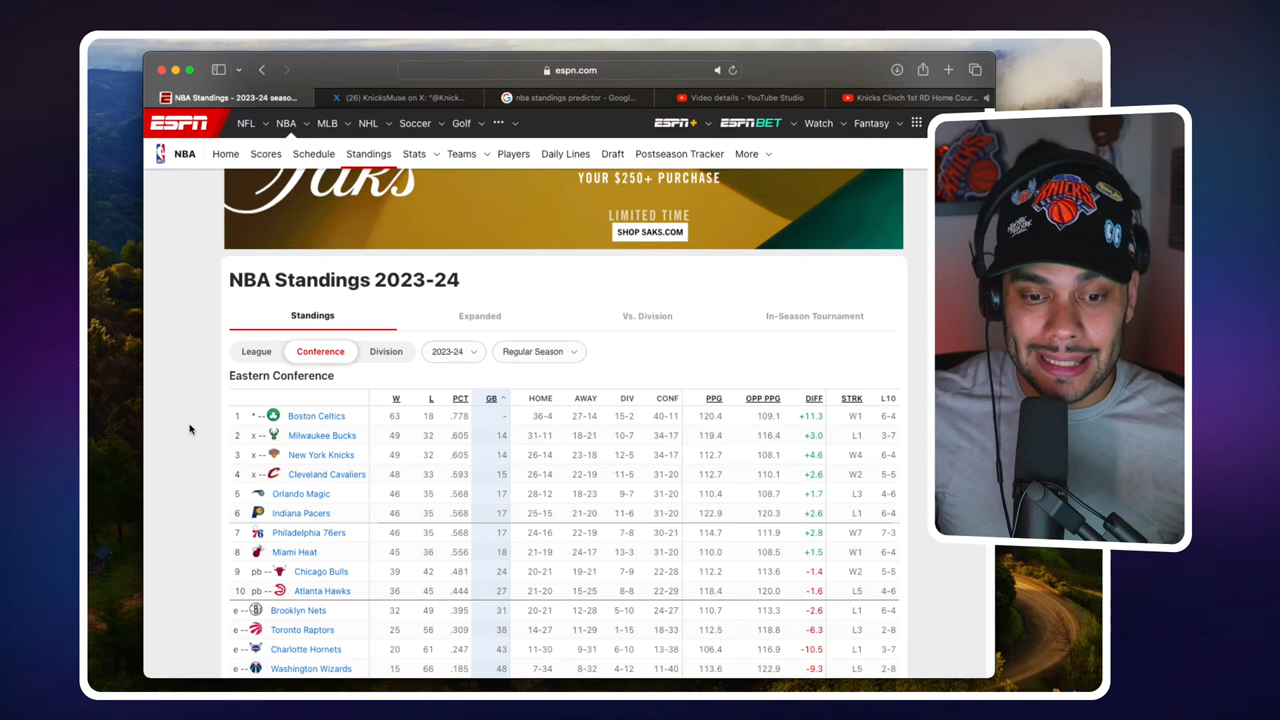 espn.com
NBA Standings - 2023-24 seaso...
(26) KnicksMuse on X: "@Knick...
nba standings predictor - Googl...
Video details - YouTube Studio
Knicks Clinch 1st RD Home Cour...
ESPN NFL NBA MLB NHL Soccer Golf ••• ESPN+ ESPN BET Watch Fantasy
NBA Home Scores Schedule Standings Stats Teams Players Daily Lines Draft Postseason Tracker More
Saks
YOUR $250+ PURCHASE
LIMITED TIME
SHOP SAKS.COM
NBA Standings 2023-24
Standings Expanded Vs. Division In-Season Tournament
League Conference Division 2023-24 Regular Season
Eastern Conference
W L PCT GB HOME AWAY DIV CONF PPG OPP PPG DIFF STRK L10
1 * -- Boston Celtics 63 18 .778 - 36-4 27-14 15-2 40-11 120.4 109.1 +11.3 W1 6-4
2 x -- Milwaukee Bucks 49 32 .605 14 31-11 18-21 10-7 34-17 119.4 116.4 +3.0 L1 3-7
3 x -- New York Knicks 49 32 .605 14 26-14 23-18 12-5 34-17 112.7 108.1 +4.6 W4 6-4
4 x -- Cleveland Cavaliers 48 33 .593 15 26-14 22-19 11-5 31-20 112.7 110.1 +2.6 W2 5-5
5 Orlando Magic 46 35 .568 17 28-12 18-23 9-7 31-20 110.4 108.7 +1.7 L3 4-6
6 Indiana Pacers 46 35 .568 17 25-15 21-20 11-6 31-20 122.9 120.3 +2.6 L1 6-4
7 Philadelphia 76ers 46 35 .568 17 24-16 22-19 7-8 30-21 114.7 111.9 +2.8 W7 7-3
8 Miami Heat 45 36 .556 18 21-19 24-17 13-3 31-20 110.0 108.5 +1.5 W1 6-4
9 pb -- Chicago Bulls 39 42 .481 24 20-21 19-21 7-9 22-28 112.2 113.6 -1.4 W2 5-5
10 pb -- Atlanta Hawks 36 45 .444 27 21-20 15-25 8-8 22-29 118.4 120.0 -1.6 L5 4-6
e -- Brooklyn Nets 32 49 .395 31 20-21 12-28 5-10 24-27 110.7 113.3 -2.6 L1 6-4
e -- Toronto Raptors 25 56 .309 38 14-27 11-29 1-15 18-33 112.5 118.8 -6.3 L3 2-8
e -- Charlotte Hornets 20 61 .247 43 11-30 9-31 6-10 13-38 106.4 116.9 -10.5 L1 3-7
e -- Washington Wizards 15 66 .185 48 7-34 8-32 4-12 11-40 113.6 122.9 -9.3 L5 2-8
KNICKS